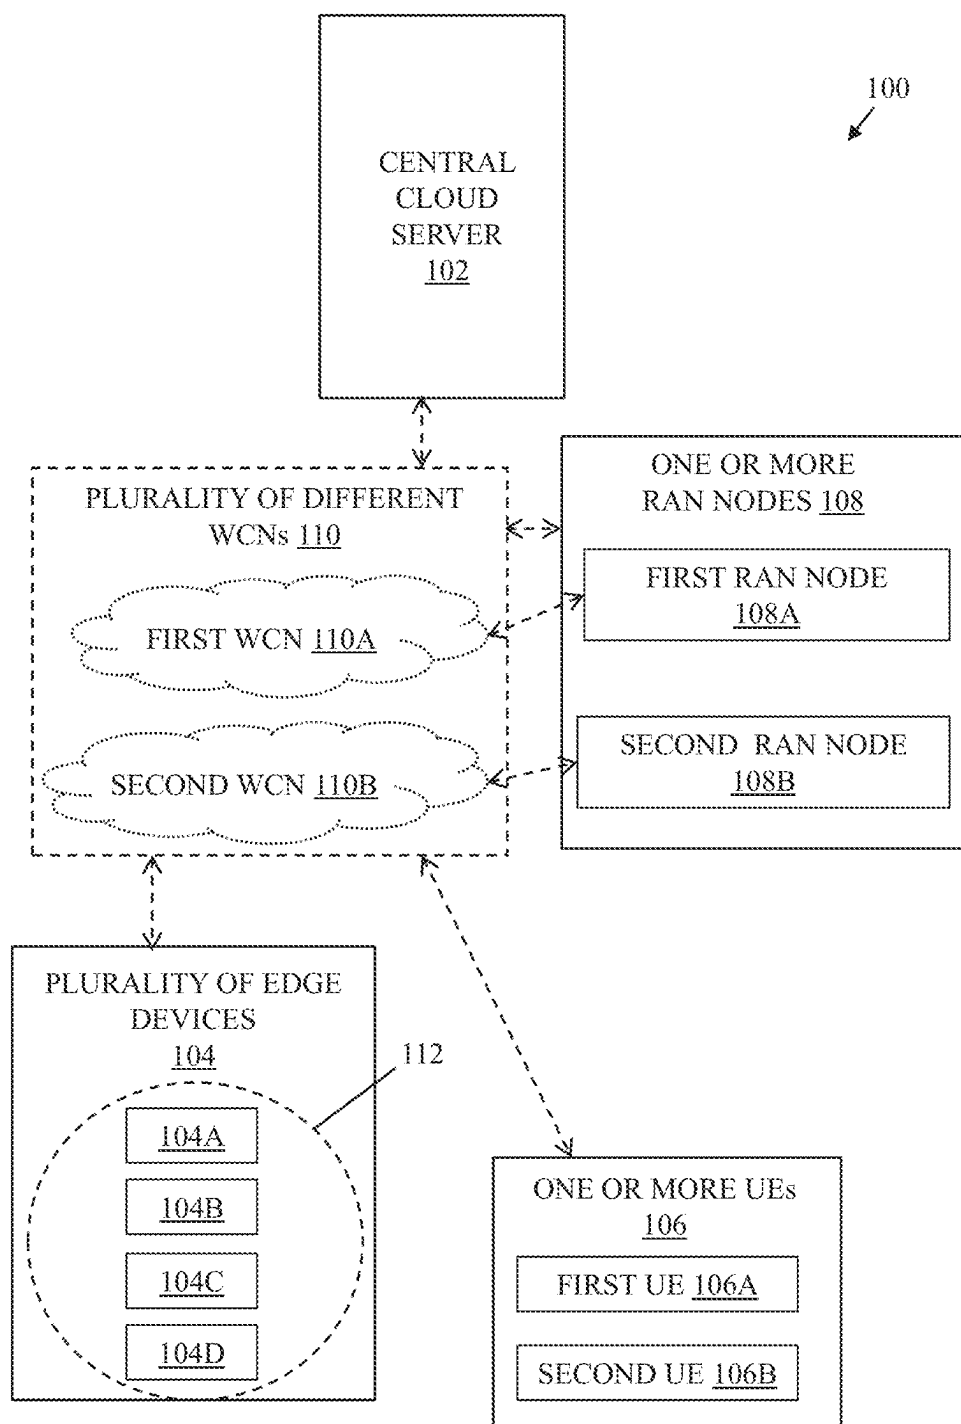 100
CENTRAL
CLOUD
SERVER
102
PLURALITY OF DIFFERENT
WCNs 110
FIRST WCN 110A
SECOND WCN 110B
ONE OR MORE
RAN NODES 108
FIRST RAN NODE
108A
SECOND RAN NODE
108B
PLURALITY OF EDGE
DEVICES
104
112
104A
104B
104C
104D
ONE OR MORE UEs
106
FIRST UE 106A
SECOND UE 106B